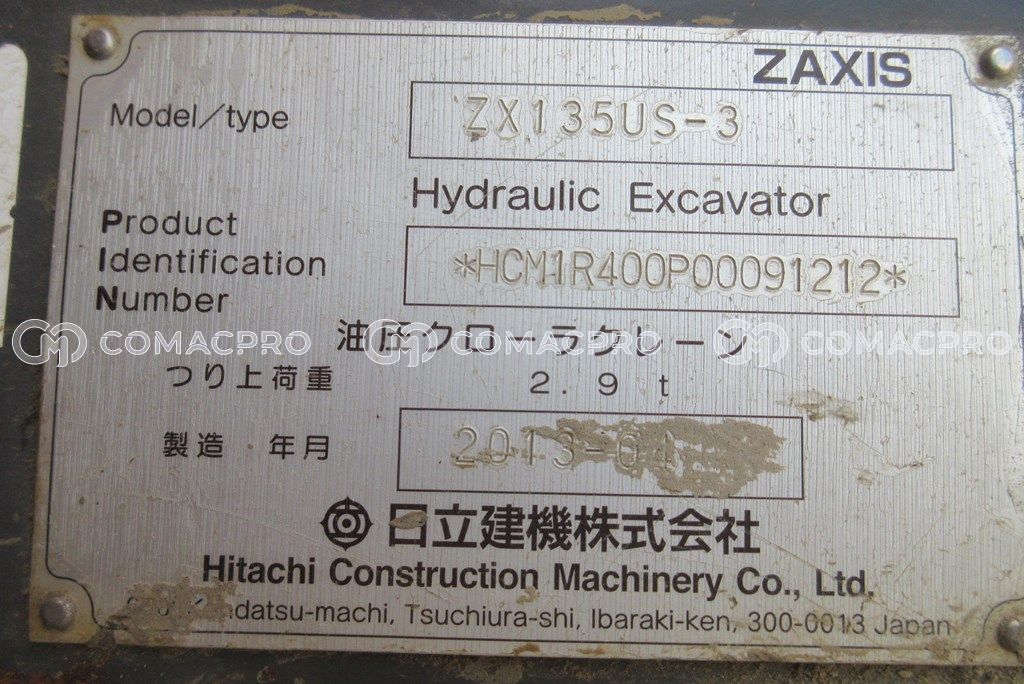 ZAXIS
Model/type ZX135US-3
Hydraulic Excavator
Product
Identification *HCM1R400P00091212*
Number
油圧クローラクレーン
COMACPRO COMACPRO COMACPRO
つり上荷重 2.9 t
製造 年月 2013-04
日立建機株式会社
Hitachi Construction Machinery Co., Ltd.
Tsuchiura-shi, Ibaraki-ken, 300-0013 Japan